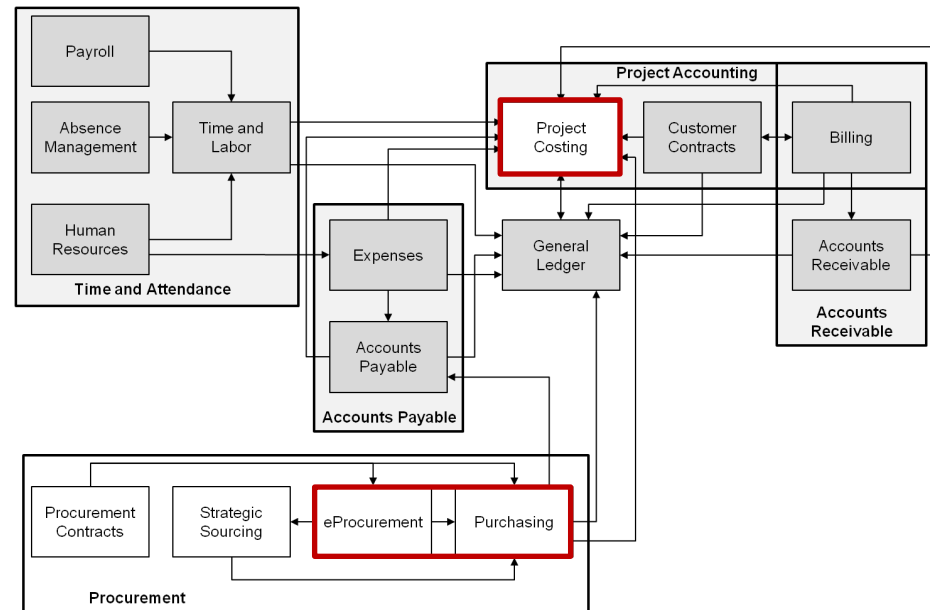 Payroll
Absence
Management
Time and
Labor
Human
Resources
Time and Attendance
Project Accounting
Project
Costing
Customer
Contracts
Billing
General
Ledger
Accounts
Receivable
Accounts
Receivable
Expenses
Accounts
Payable
Accounts Payable
Procurement
Contracts
Strategic
Sourcing
eProcurement
Purchasing
Procurement